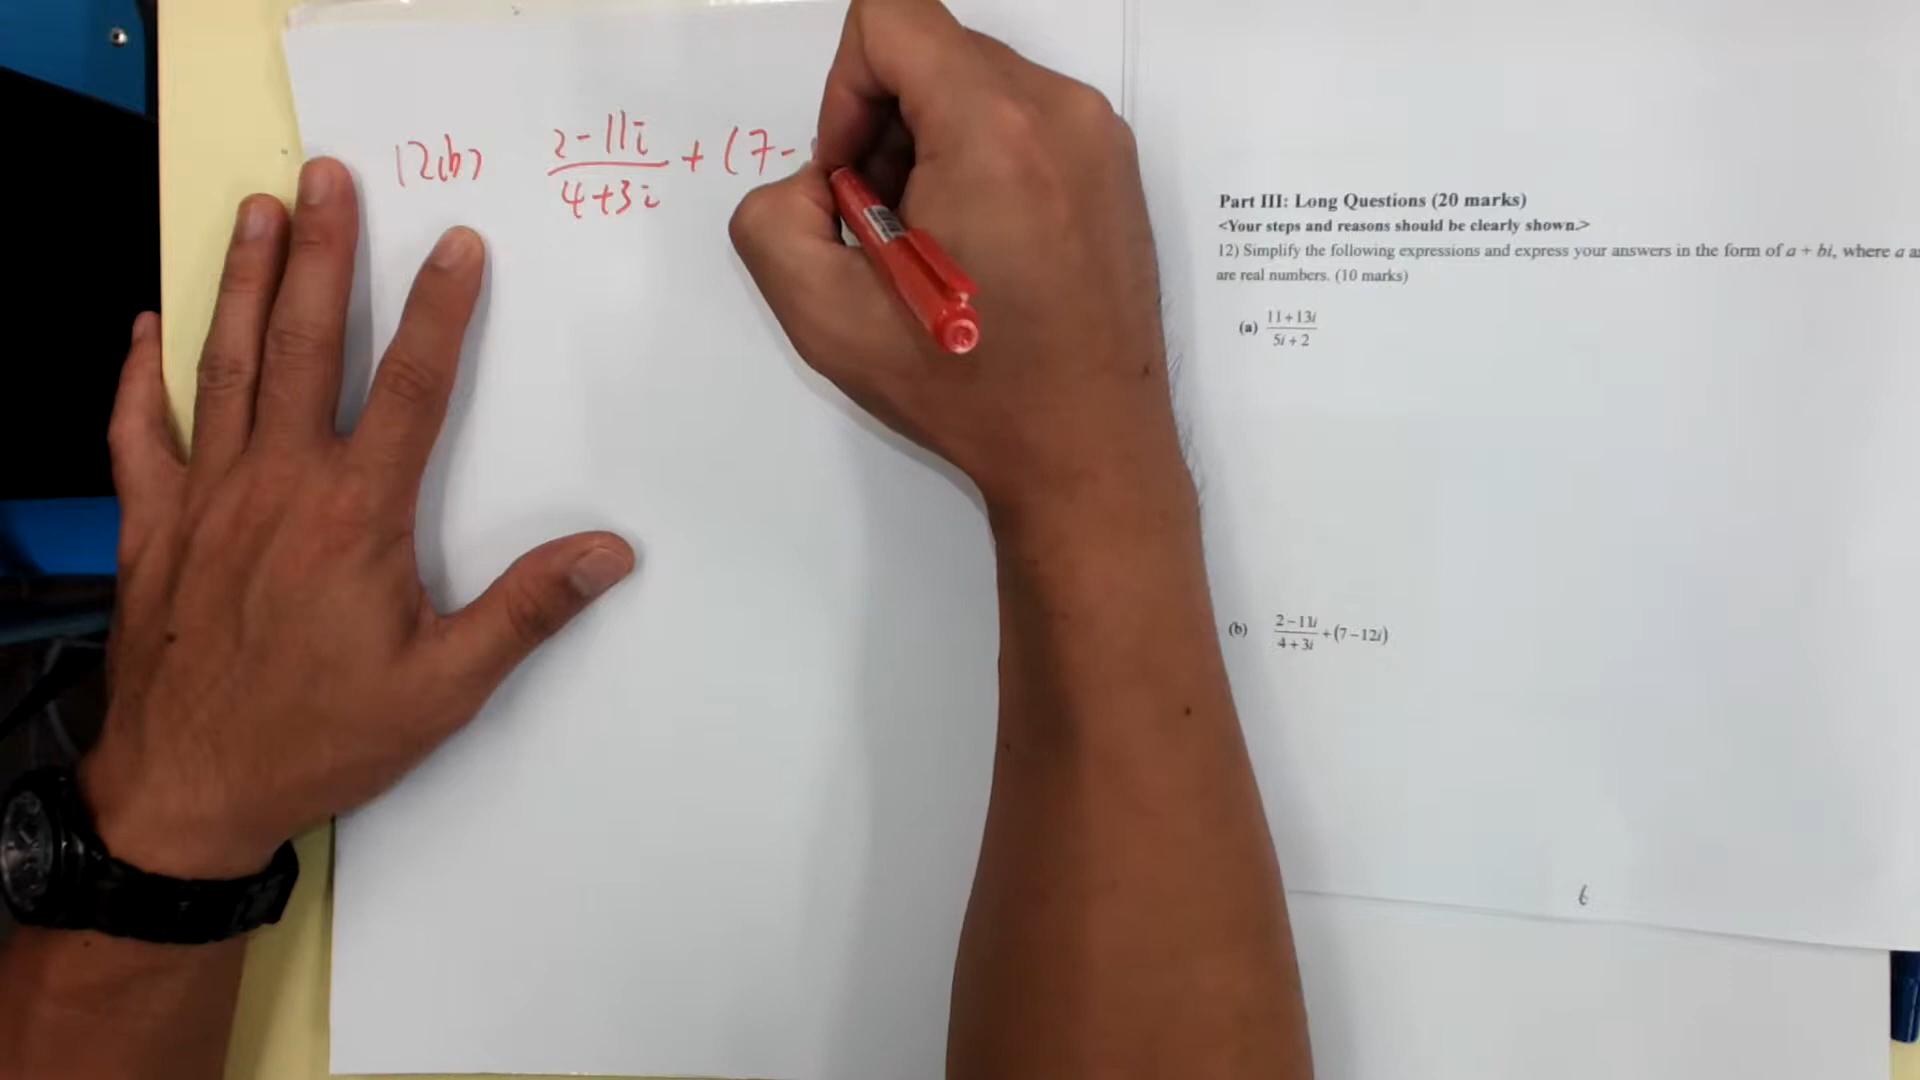 12(b) 2-11i / 4+3i + (7-
Part III: Long Questions (20 marks)
<Your steps and reasons should be clearly shown.>
12) Simplify the following expressions and express your answers in the form of a + bi, where a
are real numbers. (10 marks)
(a) 11+13i / 5i+2
(b) 2-11i / 4+3i +(7-12i)
6